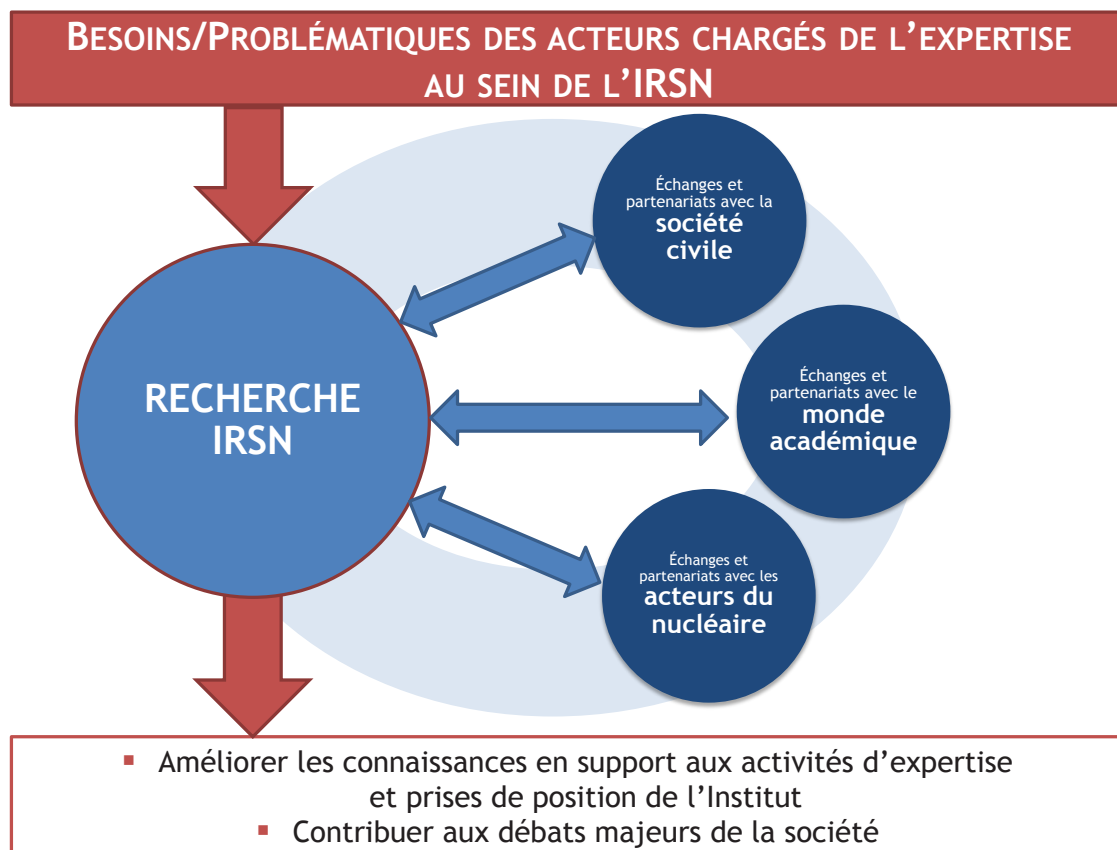 BESOINS/PROBLÉMATIQUES DES ACTEURS CHARGÉS DE L'EXPERTISE
AU SEIN DE L'IRSN
Échanges et
partenariats avec la
société
civile
RECHERCHE
IRSN
Échanges et
partenariats avec le
monde
académique
Échanges et
partenariats avec les
acteurs du
nucléaire
▪ Améliorer les connaissances en support aux activités d'expertise
et prises de position de l'Institut
▪ Contribuer aux débats majeurs de la société